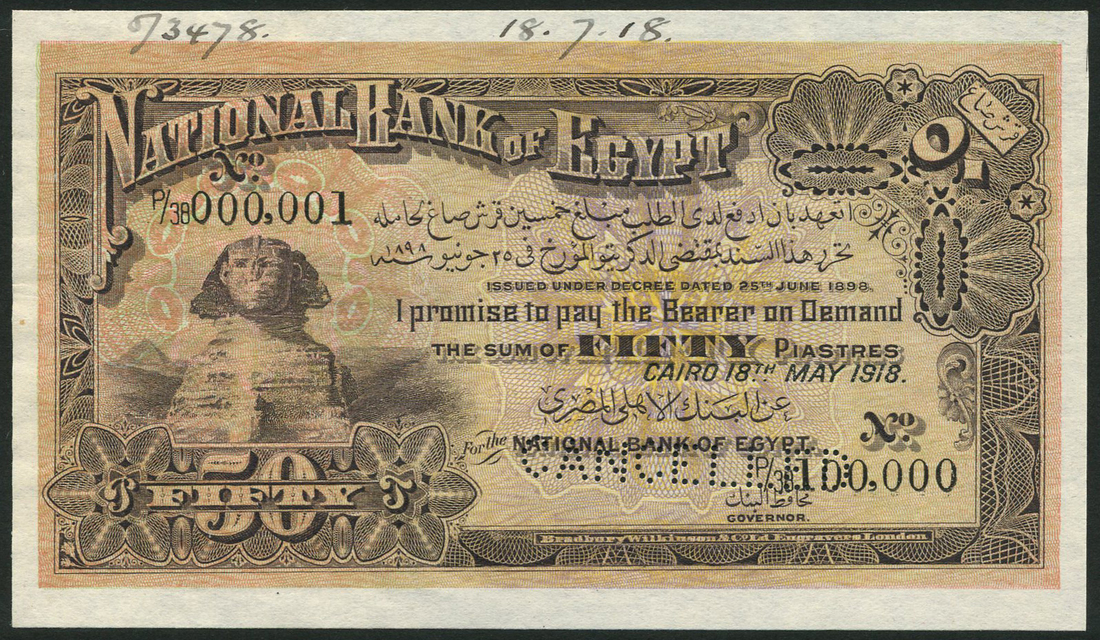 73478. 18.7.18.
NATIONAL BANK OF EGYPT
٥٠
قرش صاغ
No
P/38 000,001
اتعهد بان ادفع لدى الطلب مبلغ خمسين قرش صاغ لحامله
تحرر هذا السند بمقتضى الدكريتو المؤرخ فى ٢٥ جونيو سنة ١٨٩٨
ISSUED UNDER DECREE DATED 25TH JUNE 1898.
I promise to pay the Bearer on Demand
THE SUM OF FIFTY PIASTRES
CAIRO 18TH MAY 1918.
عن البنك الاهلى المصرى
No
For the NATIONAL BANK OF EGYPT.
CANCELLED
P/38 100,000
محافظ البنك
GOVERNOR.
P FIFTY T
50
Bradbury Wilkinson & Co Ld Engravers London